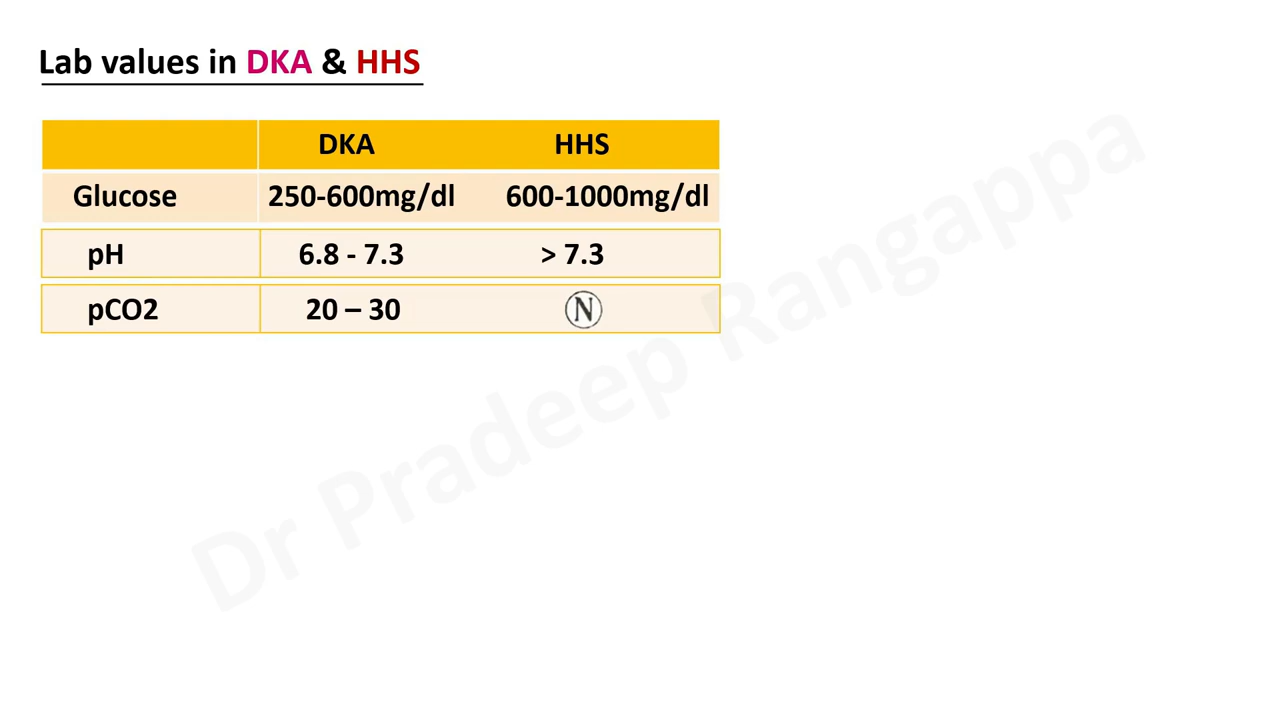 Lab values in DKA & HHS
DKA HHS
Glucose 250-600mg/dl 600-1000mg/dl
pH 6.8 - 7.3 > 7.3
pCO2 20 – 30 Ⓝ
Dr Pradeep Rangappa